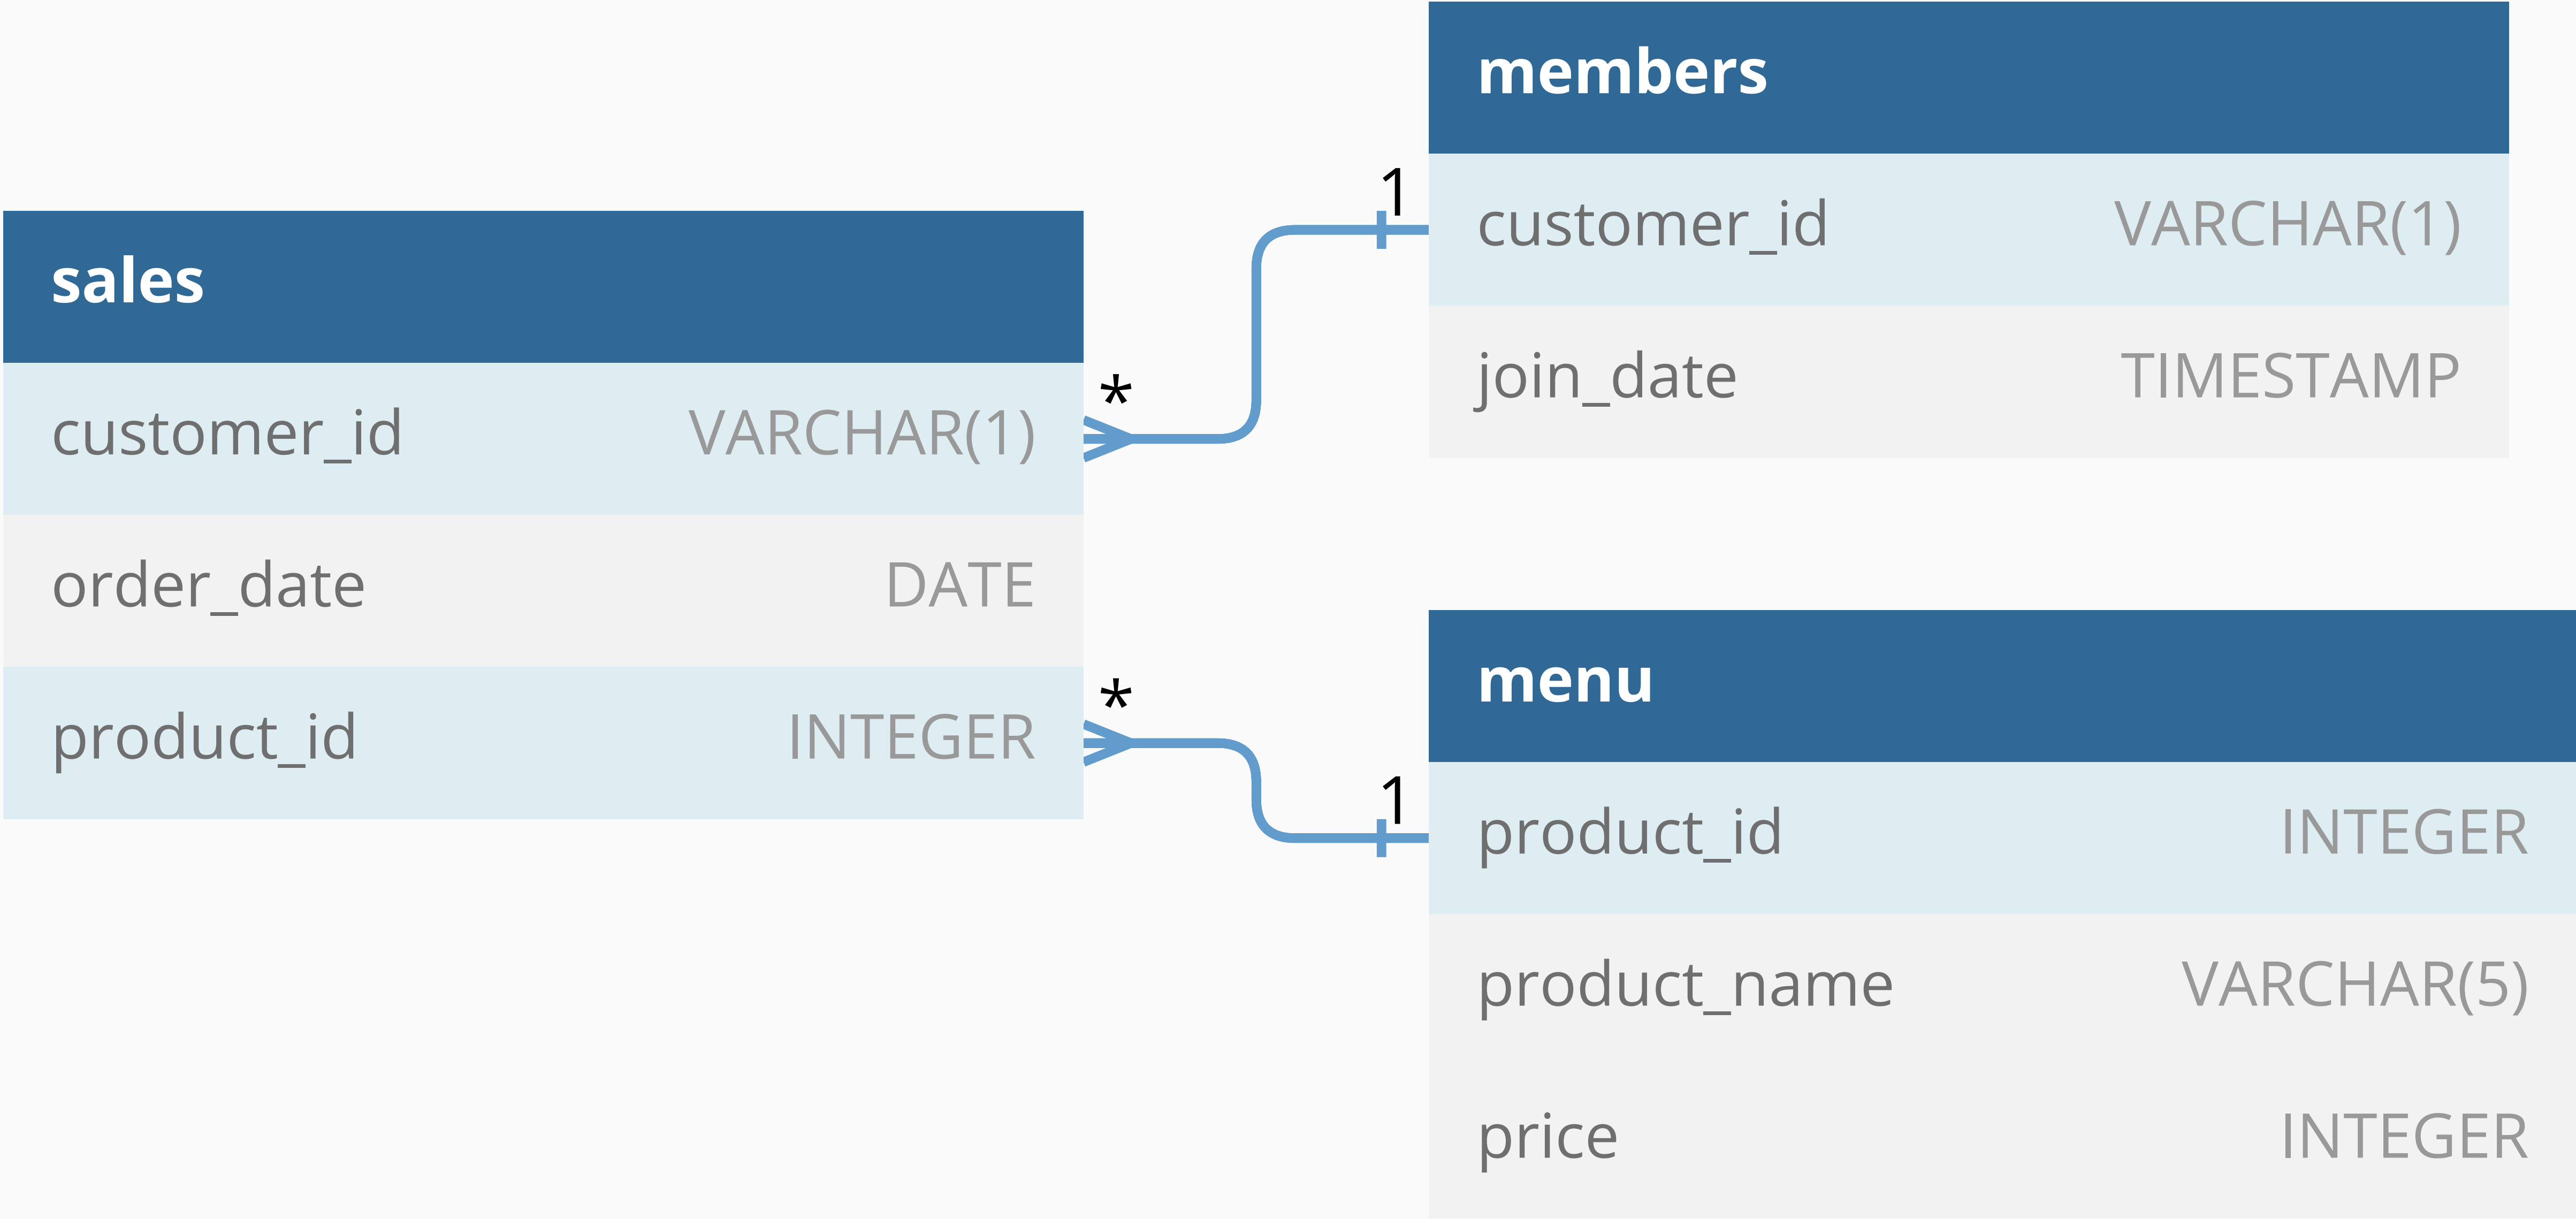 sales
customer_id VARCHAR(1)
order_date DATE
product_id INTEGER
*
*
1
1
members
customer_id VARCHAR(1)
join_date TIMESTAMP
menu
product_id INTEGER
product_name VARCHAR(5)
price INTEGER